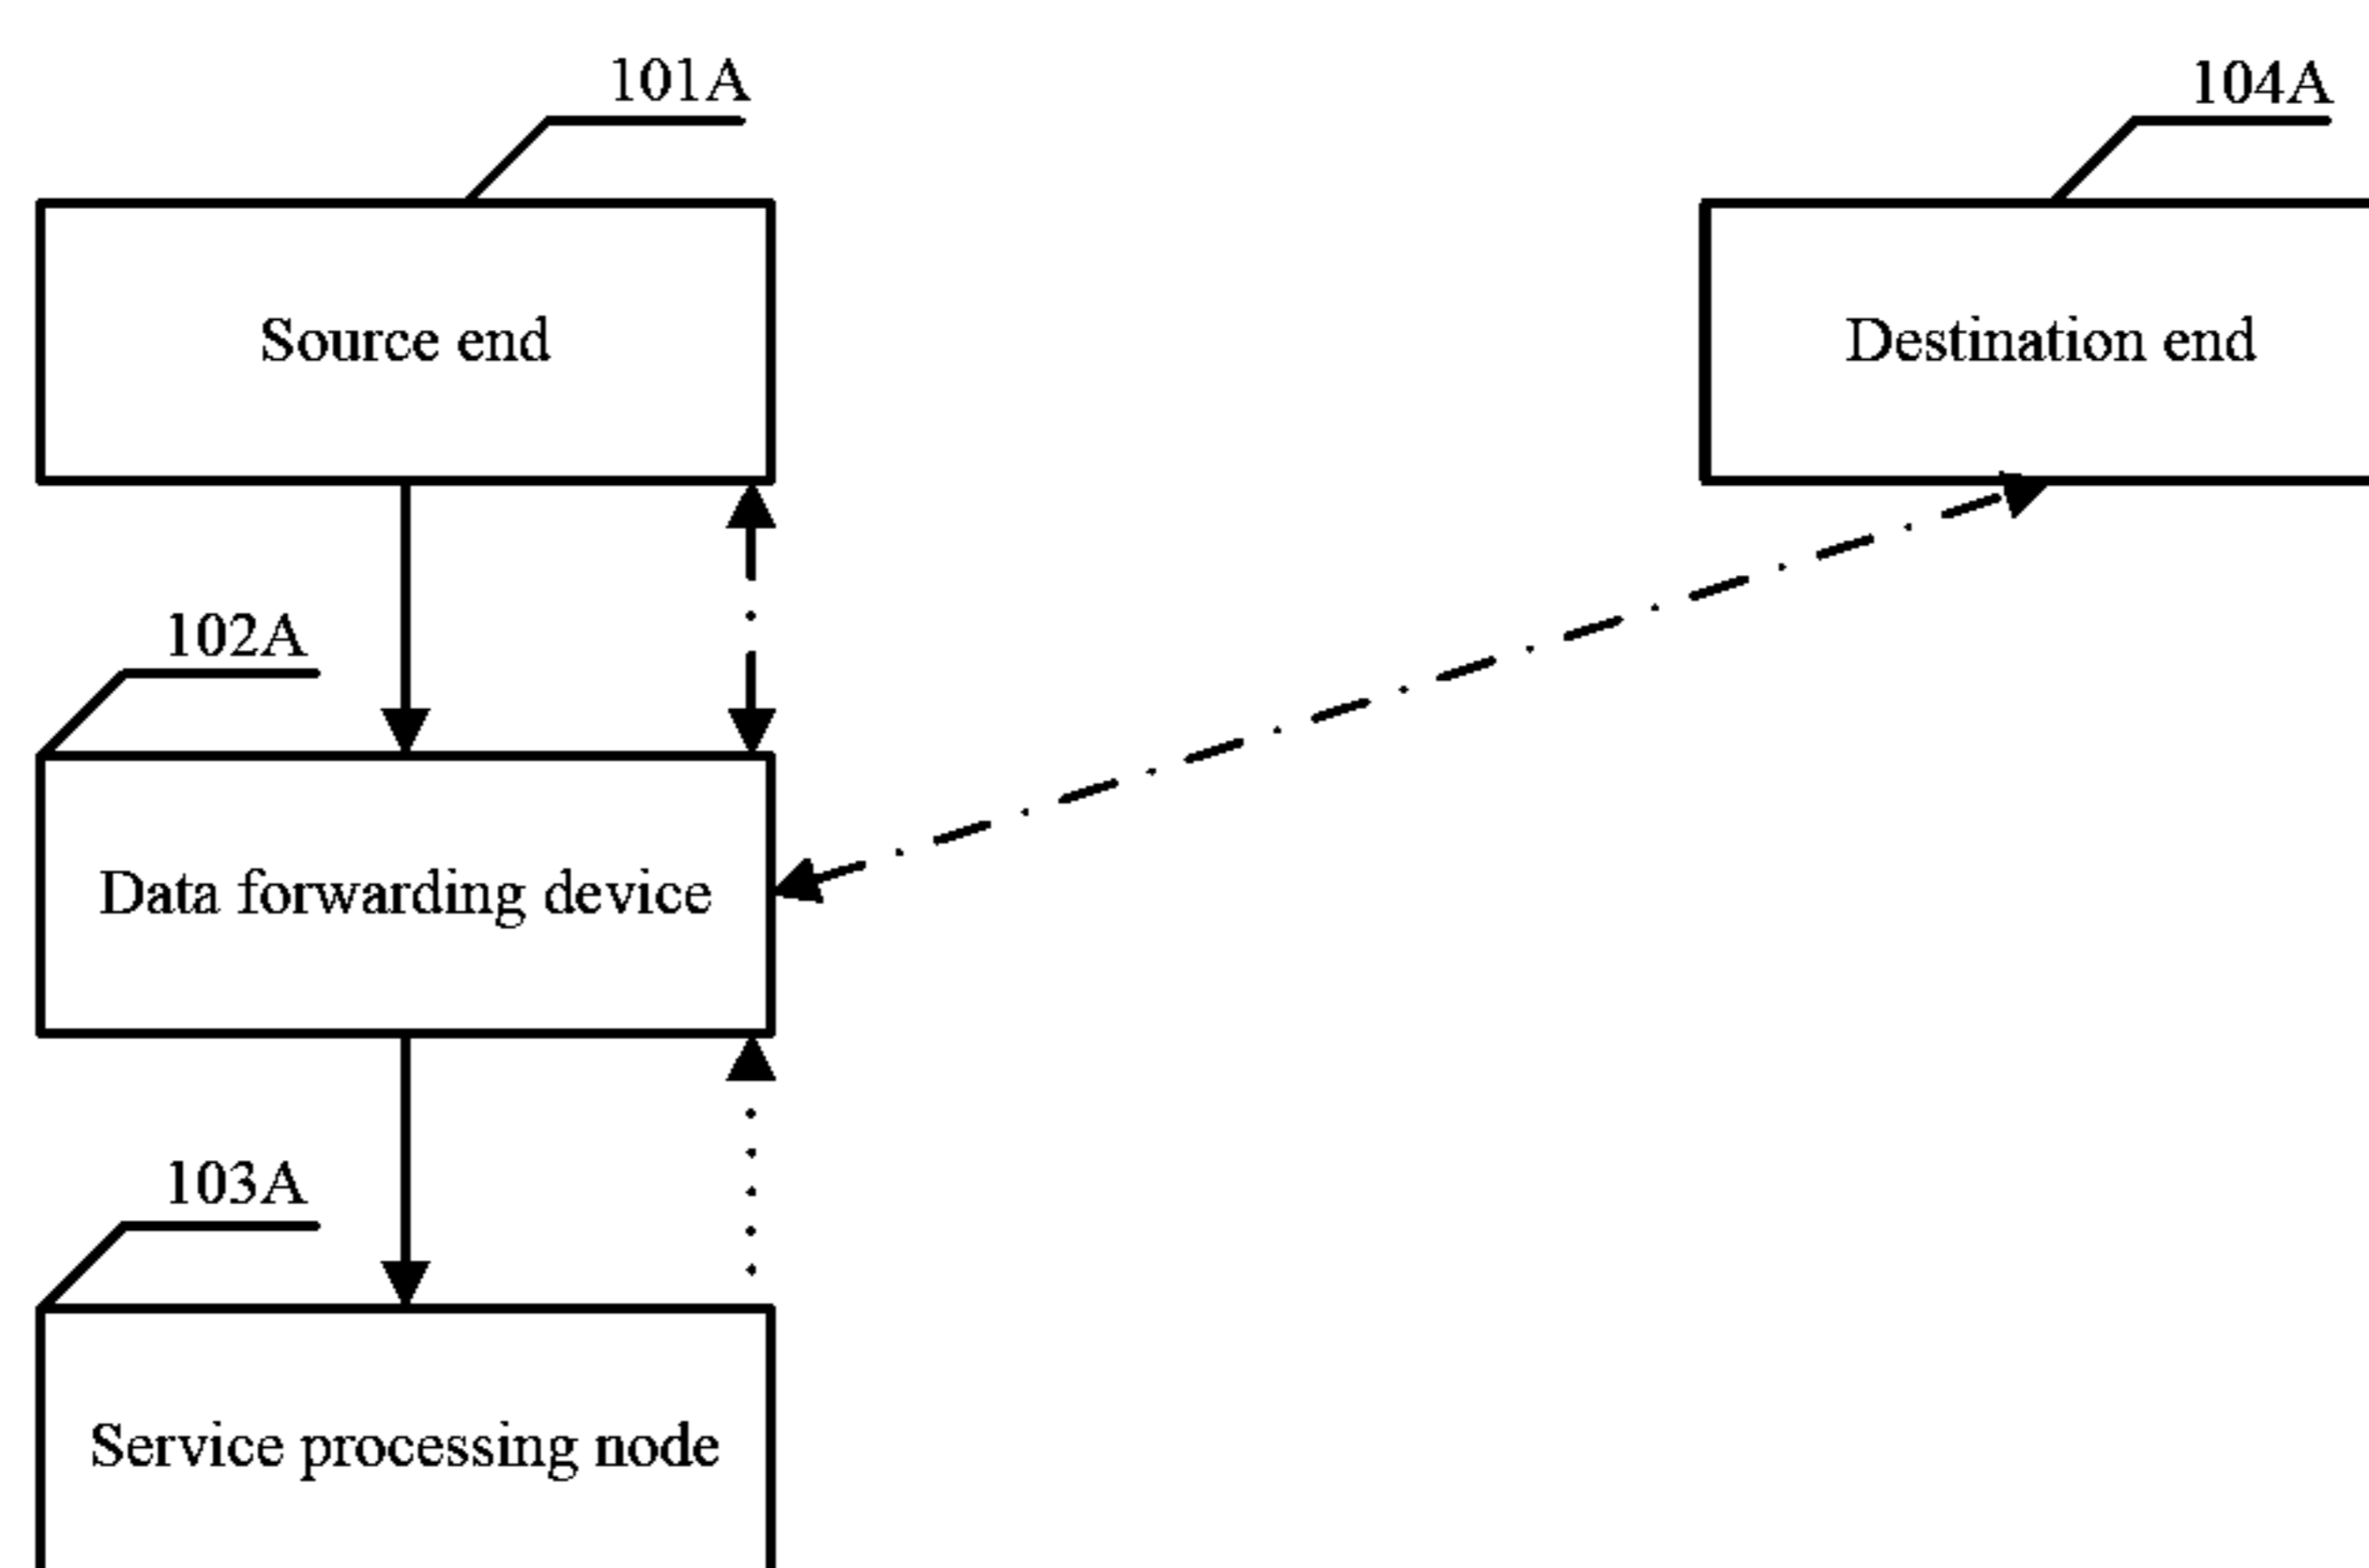 101A
104A
Source end
Destination end
102A
Data forwarding device
103A
Service processing node